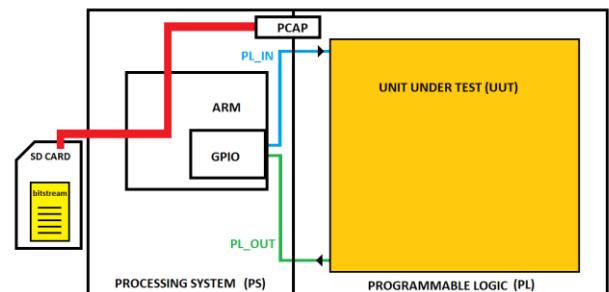 PCAP
PL_IN
UNIT UNDER TEST (UUT)
ARM
GPIO
SD CARD
bitstream
PL_OUT
PROCESSING SYSTEM (PS)
PROGRAMMABLE LOGIC (PL)